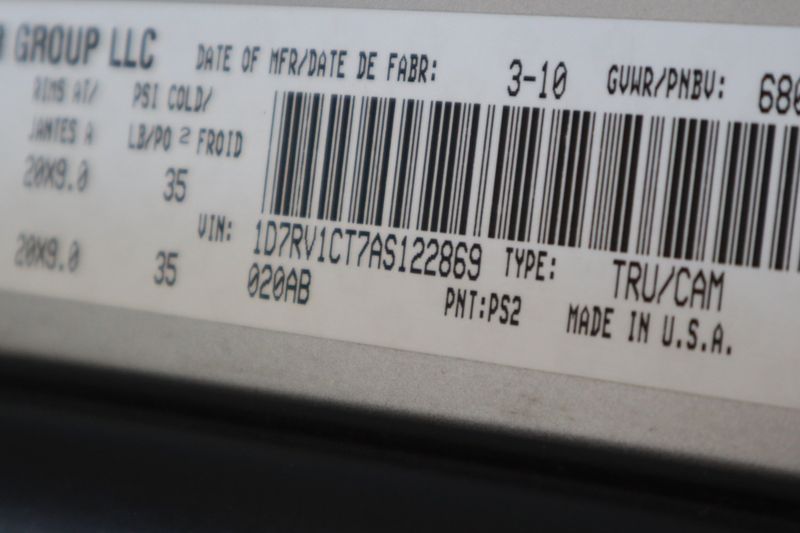 GROUP LLC
DATE OF MFR/DATE DE FABR: 3-10 GVWR/PNBV: 680
RIMS AT/ PSI COLD/
JANTES A LB/PO 2 FROID
20X9.0 35
VIN: 1D7RV1CT7AS122869 TYPE: TRU/CAM
20X9.0 35 020AB PNT:PS2 MADE IN U.S.A.